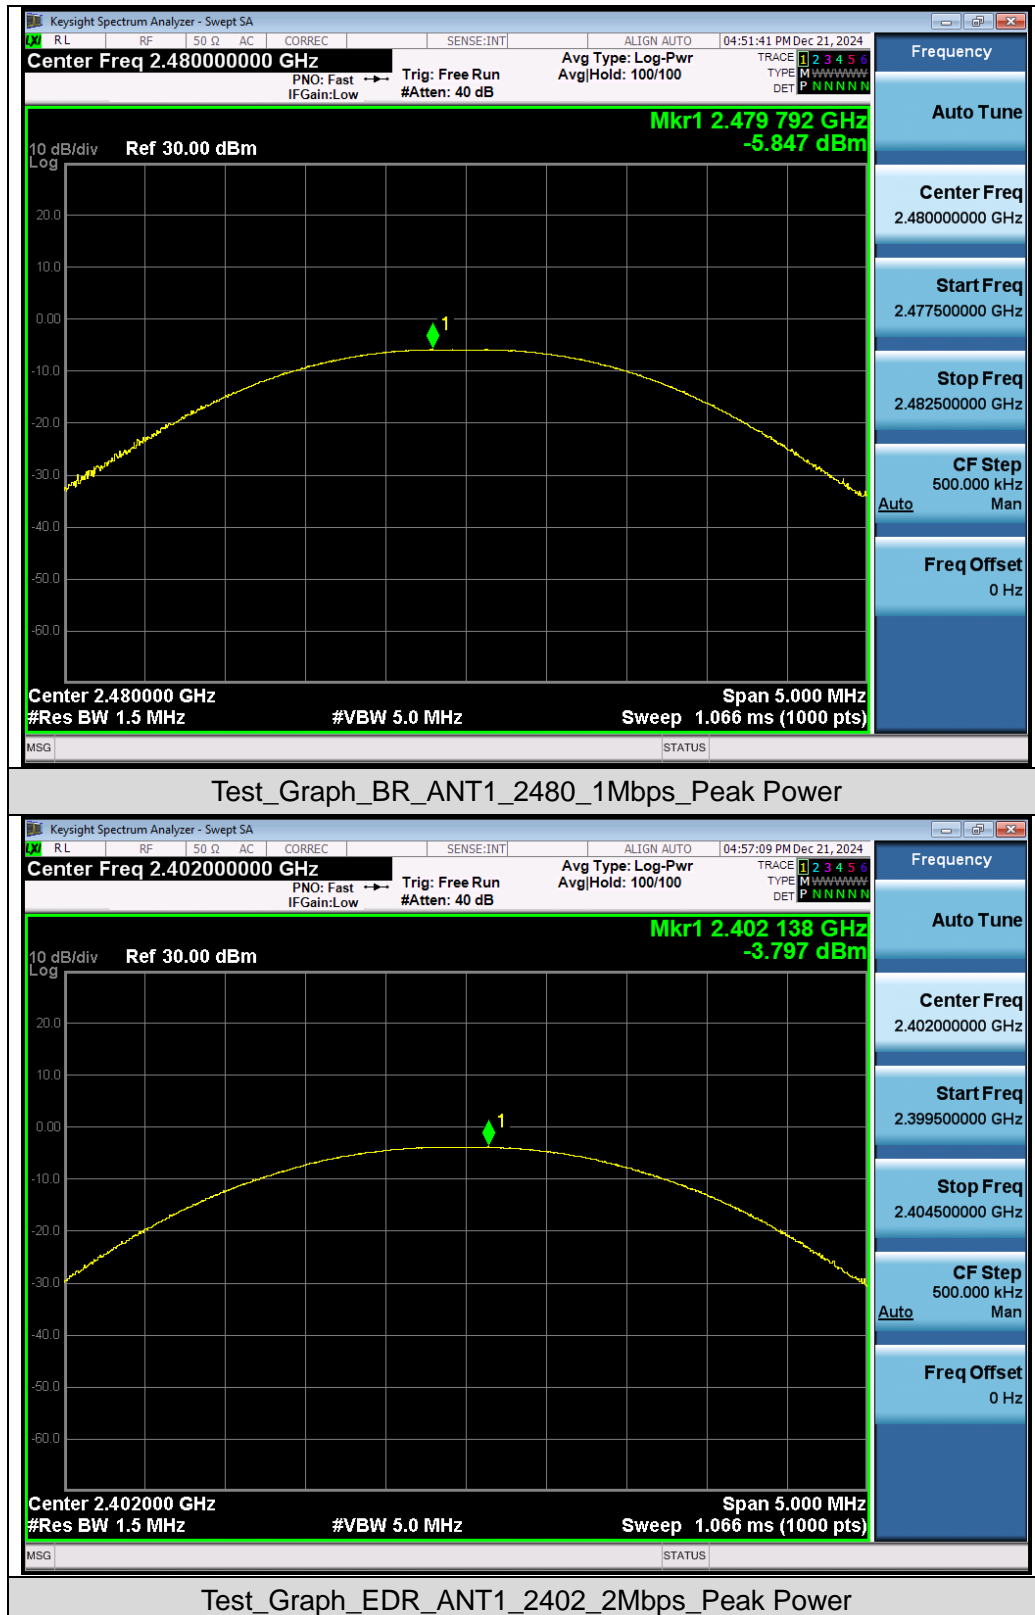 Keysight Spectrum Analyzer - Swept SA
LXI RL RF 50 Ω AC CORREC SENSE:INT ALIGN AUTO 04:51:41 PM Dec 21, 2024
Center Freq 2.480000000 GHz
PNO: Fast
IFGain:Low
Trig: Free Run
#Atten: 40 dB
Avg Type: Log-Pwr
Avg|Hold: 100/100
TRACE 1 2 3 4 5 6
TYPE M WWWWW
DET P N N N N N
Mkr1 2.479 792 GHz
-5.847 dBm
10 dB/div Ref 30.00 dBm
Log
20.0
10.0
0.00
1
-10.0
-20.0
-30.0
-40.0
-50.0
-60.0
Center 2.480000 GHz Span 5.000 MHz
#Res BW 1.5 MHz #VBW 5.0 MHz Sweep 1.066 ms (1000 pts)
MSG STATUS
Frequency
Auto Tune
Center Freq
2.480000000 GHz
Start Freq
2.477500000 GHz
Stop Freq
2.482500000 GHz
CF Step
500.000 kHz
Auto Man
Freq Offset
0 Hz
Test_Graph_BR_ANT1_2480_1Mbps_Peak Power
Keysight Spectrum Analyzer - Swept SA
LXI RL RF 50 Ω AC CORREC SENSE:INT ALIGN AUTO 04:57:09 PM Dec 21, 2024
Center Freq 2.402000000 GHz
PNO: Fast
IFGain:Low
Trig: Free Run
#Atten: 40 dB
Avg Type: Log-Pwr
Avg|Hold: 100/100
TRACE 1 2 3 4 5 6
TYPE M WWWWW
DET P N N N N N
Mkr1 2.402 138 GHz
-3.797 dBm
10 dB/div Ref 30.00 dBm
Log
20.0
10.0
0.00
1
-10.0
-20.0
-30.0
-40.0
-50.0
-60.0
Center 2.402000 GHz Span 5.000 MHz
#Res BW 1.5 MHz #VBW 5.0 MHz Sweep 1.066 ms (1000 pts)
MSG STATUS
Frequency
Auto Tune
Center Freq
2.402000000 GHz
Start Freq
2.399500000 GHz
Stop Freq
2.404500000 GHz
CF Step
500.000 kHz
Auto Man
Freq Offset
0 Hz
Test_Graph_EDR_ANT1_2402_2Mbps_Peak Power